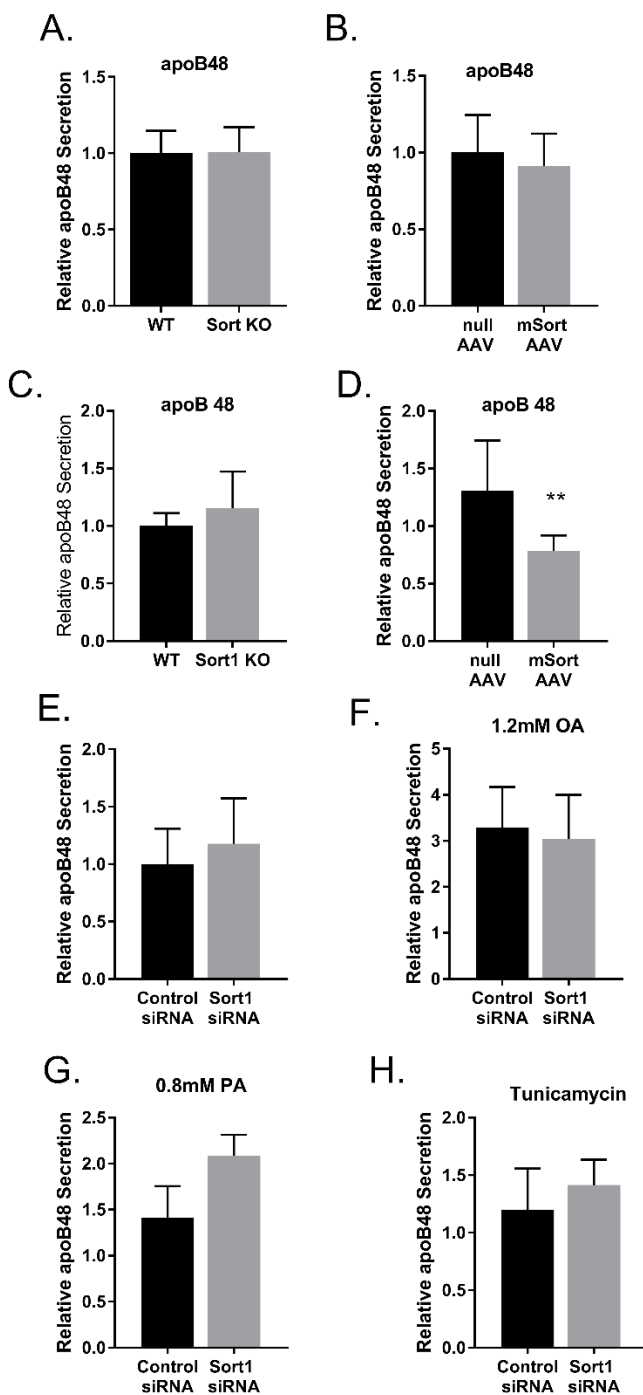 A.
apoB48
Relative apoB48 Secretion
1.5
1.0
0.5
0.0
WT Sort KO
B.
apoB48
Relative apoB48 Secretion
1.5
1.0
0.5
0.0
null mSort
AAV AAV
C.
apoB 48
Relative apoB48 Secretion
2.0
1.5
1.0
0.5
0.0
WT Sort1 KO
D.
apoB 48
Relative apoB48 Secretion
2.0
1.5
1.0
0.5
0.0
**
null mSort
AAV AAV
E.
Relative apoB48 Secretion
2.0
1.5
1.0
0.5
0.0
Control Sort1
siRNA siRNA
F.
1.2mM OA
Relative apoB48 Secretion
5
4
3
2
1
0
Control Sort1
siRNA siRNA
G.
0.8mM PA
Relative apoB48 Secretion
2.5
2.0
1.5
1.0
0.5
0.0
Control Sort1
siRNA siRNA
H.
Tunicamycin
Relative apoB48 Secretion
2.0
1.5
1.0
0.5
0.0
Control Sort1
siRNA siRNA